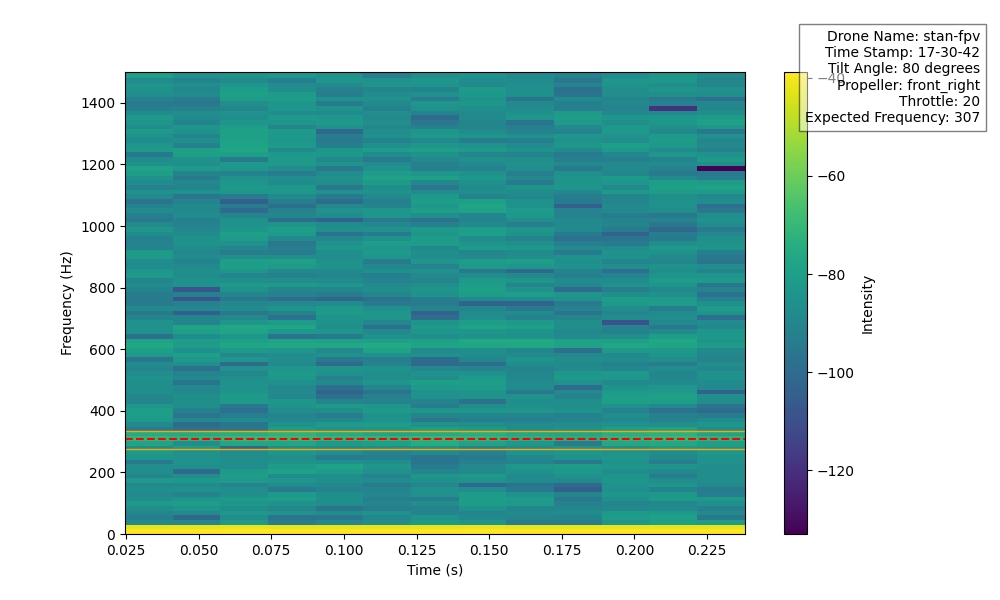 Drone Name: stan-fpv
Time Stamp: 17-30-42
Tilt Angle: 80 degrees
Propeller: front_right
Throttle: 20
Expected Frequency: 307
1400
1200
1000
800
600
400
200
0
Frequency (Hz)
0.025 0.050 0.075 0.100 0.125 0.150 0.175 0.200 0.225
Time (s)
−40
−60
−80
−100
−120
Intensity